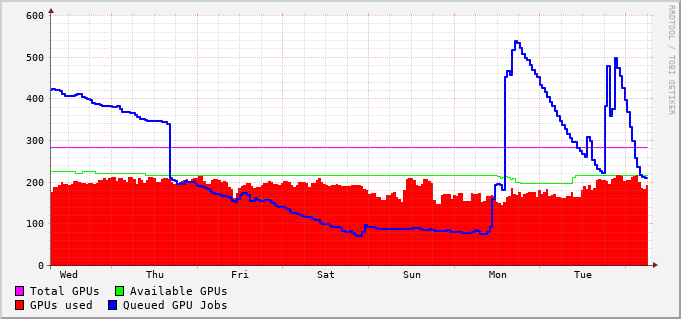 600
500
400
300
200
100
0
Wed Thu Fri Sat Sun Mon Tue
Total GPUs Available GPUs
GPUs used Queued GPU Jobs
RRDTOOL / TOBI OETIKER